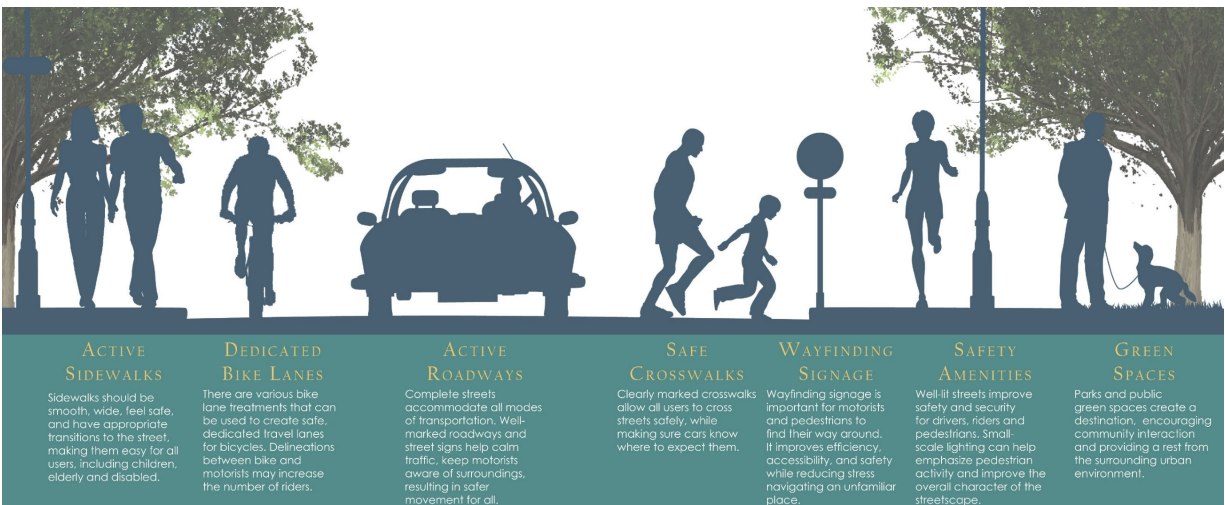 ACTIVE
SIDEWALKS
Sidewalks should be
smooth, wide, feel safe,
and have appropriate
transitions to the street,
making them easy for all
users, including children,
elderly and disabled.
DEDICATED
BIKE LANES
There are various bike
lane treatments that can
be used to create safe,
dedicated travel lanes
for bicycles. Delineations
between bike and
motorists may increase
the number of riders.
ACTIVE
ROADWAYS
Complete streets
accommodate all modes
of transportation. Well-
marked roadways and
street signs help calm
traffic, keep motorists
aware of surroundings,
resulting in safer
movement for all.
SAFE
CROSSWALKS
Clearly marked crosswalks
allow all users to cross
streets safely, while
making sure cars know
where to expect them.
WAYFINDING
SIGNAGE
Wayfinding signage is
important for motorists
and pedestrians to
find their way around.
It improves efficiency,
accessibility, and safety
while reducing stress
navigating an unfamiliar
place.
SAFETY
AMENITIES
Well-lit streets improve
safety and security
for drivers, riders and
pedestrians. Small-
scale lighting can help
emphasize pedestrian
activity and improve the
overall character of the
streetscape.
GREEN
SPACES
Parks and public
green spaces create a
destination, encouraging
community interaction
and providing a rest from
the surrounding urban
environment.